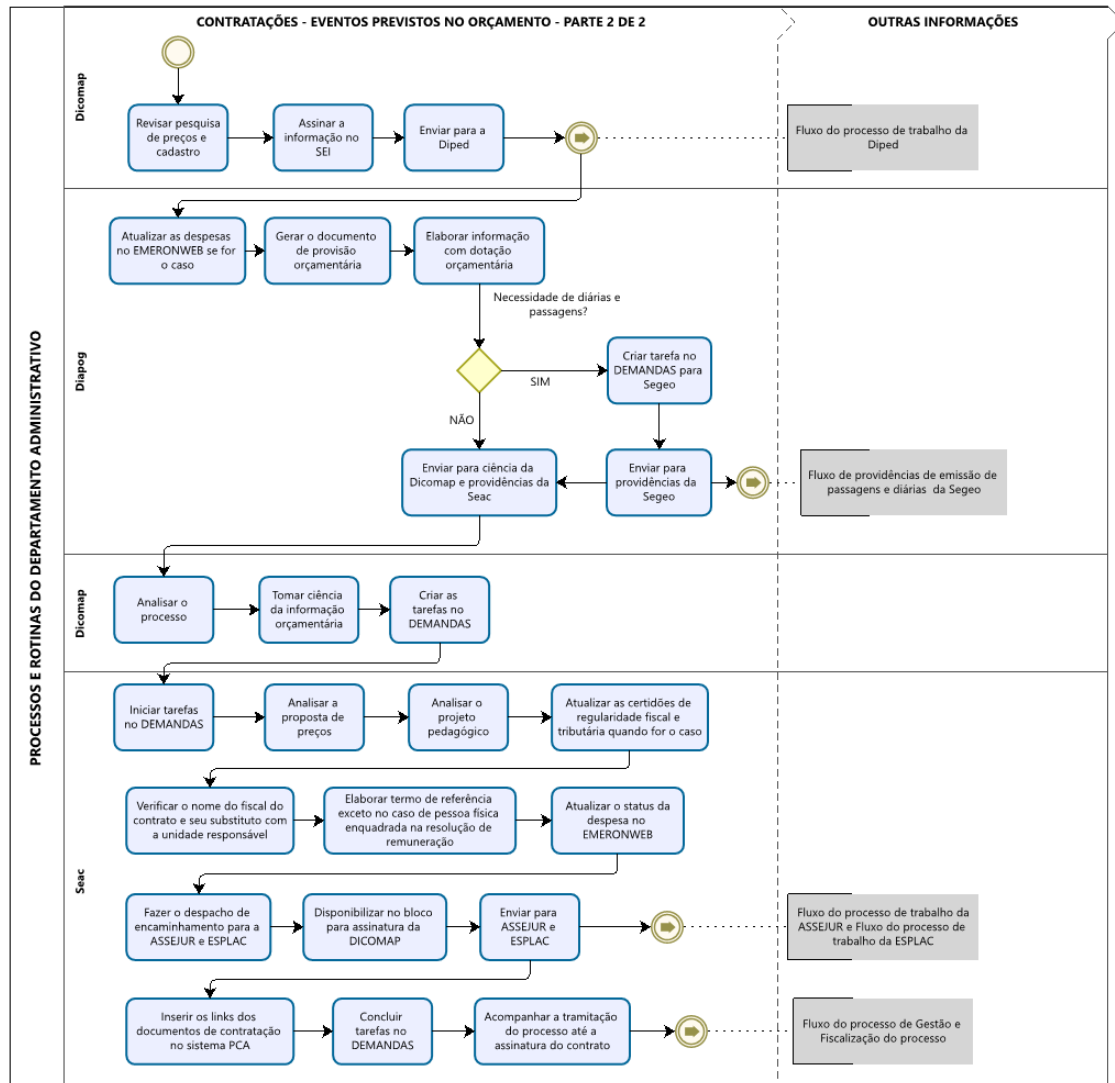 CONTRATAÇÕES - EVENTOS PREVISTOS NO ORÇAMENTO - PARTE 2 DE 2
OUTRAS INFORMAÇÕES
PROCESSOS E ROTINAS DO DEPARTAMENTO ADMINISTRATIVO
Dicomap
Revisar pesquisa
de preços e
cadastro
Assinar a
informação no
SEI
Enviar para a
Diped
Fluxo do processo de trabalho da
Diped
Diapog
Atualizar as despesas
no EMERONWEB se for
o caso
Gerar o documento
de provisão
orçamentária
Elaborar informação
com dotação
orçamentária
Necessidade de diárias e
passagens?
SIM
Criar tarefa no
DEMANDAS para
Segeo
NÃO
Enviar para ciência da
Dicomap e providências da
Seac
Enviar para
providências da
Segeo
Fluxo de providências de emissão de
passagens e diárias  da Segeo
Dicomap
Analisar o
processo
Tomar ciência
da informação
orçamentária
Criar as
tarefas no
DEMANDAS
Seac
Iniciar tarefas
no DEMANDAS
Analisar a
proposta de
preços
Analisar o
projeto
pedagógico
Atualizar as certidões de
regularidade fiscal e
tributária quando for o caso
Verificar o nome do fiscal do
contrato e seu substituto com
a unidade responsável
Elaborar termo de referência
exceto no caso de pessoa física
enquadrada na resolução de
remuneração
Atualizar o status da
despesa no
EMERONWEB
Fazer o despacho de
encaminhamento para a
ASSEJUR e ESPLAC
Disponibilizar no bloco
para assinatura da
DICOMAP
Enviar para
ASSEJUR e
ESPLAC
Fluxo do processo de trabalho da
ASSEJUR e Fluxo do processo de
trabalho da ESPLAC
Inserir os links dos
documentos de contratação
no sistema PCA
Concluir
tarefas no
DEMANDAS
Acompanhar a tramitação
do processo até a
assinatura do contrato
Fluxo do processo de Gestão e
Fiscalização do processo